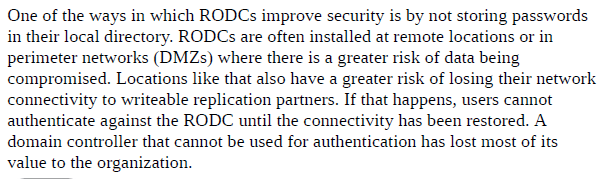 One of the ways in which RODCs improve security is by not storing passwords
in their local directory. RODCs are often installed at remote locations or in
perimeter networks (DMZs) where there is a greater risk of data being
compromised. Locations like that also have a greater risk of losing their network
connectivity to writeable replication partners. If that happens, users cannot
authenticate against the RODC until the connectivity has been restored. A
domain controller that cannot be used for authentication has lost most of its
value to the organization.